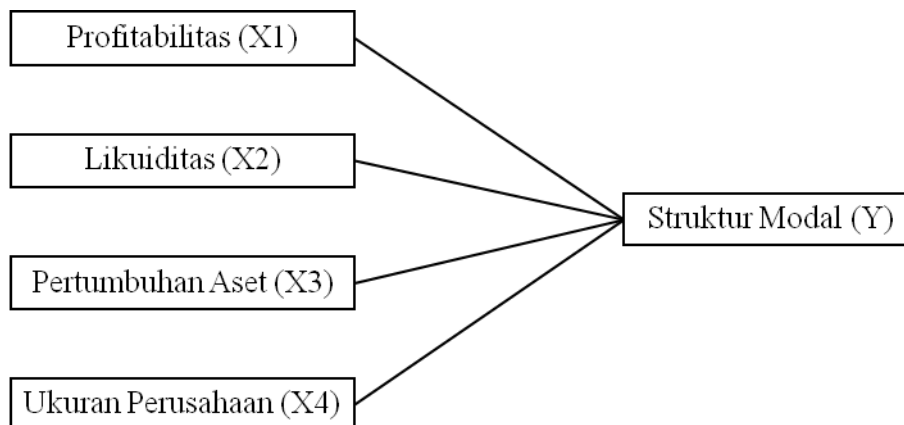 Profitabilitas (X1)
Likuiditas (X2)
Struktur Modal (Y)
Pertumbuhan Aset (X3)
Ukuran Perusahaan (X4)